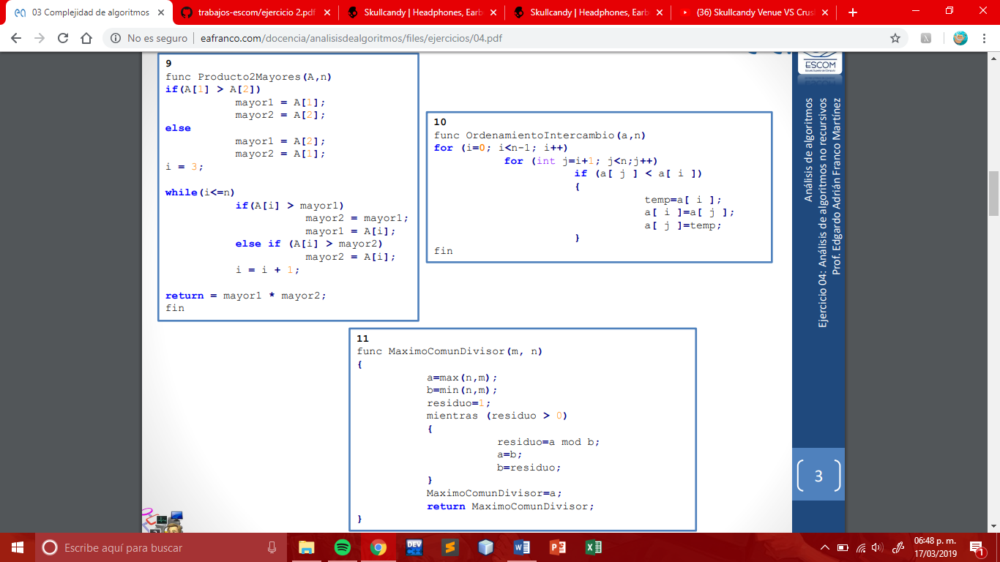 03 Complejidad de algoritmos
trabajos-escom/ejercicio 2.pdf
Skullcandy | Headphones, Earb
Skullcandy | Headphones, Earb
(36) Skullcandy Venue VS Crus
No es seguro | eafranco.com/docencia/analisisdealgoritmos/files/ejercicios/04.pdf
9
func Producto2Mayores(A,n)
if(A[1] > A[2])
mayor1 = A[1];
mayor2 = A[2];
else
mayor1 = A[2];
mayor2 = A[1];
i = 3;
while(i<=n)
if(A[i] > mayor1)
mayor2 = mayor1;
mayor1 = A[i];
else if (A[i] > mayor2)
mayor2 = A[i];
i = i + 1;
return = mayor1 * mayor2;
fin
10
func OrdenamientoIntercambio(a,n)
for (i=0; i<n-1; i++)
for (int j=i+1; j<n;j++)
if (a[ j ] < a[ i ])
{
temp=a[ i ];
a[ i ]=a[ j ];
a[ j ]=temp;
}
fin
11
func MaximoComunDivisor(m, n)
{
a=max(n,m);
b=min(n,m);
residuo=1;
mientras (residuo > 0)
{
residuo=a mod b;
a=b;
b=residuo;
}
MaximoComunDivisor=a;
return MaximoComunDivisor;
}
ESCOM
Análisis de algoritmos
Ejercicio 04: Análisis de algoritmos no recursivos
Prof. Edgardo Adrián Franco Martínez
3
Escribe aquí para buscar
DEV
06:48 p. m.
17/03/2019
1